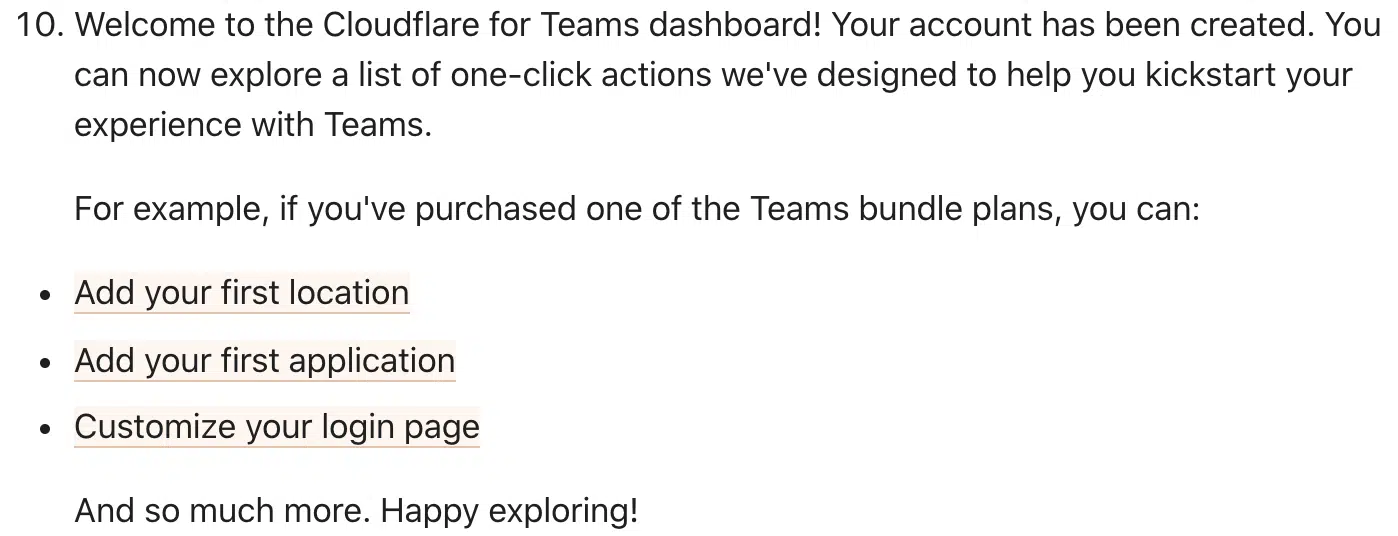 10. Welcome to the Cloudflare for Teams dashboard! Your account has been created. You
can now explore a list of one-click actions we've designed to help you kickstart your
experience with Teams.
For example, if you've purchased one of the Teams bundle plans, you can:
• Add your first location
• Add your first application
• Customize your login page
And so much more. Happy exploring!